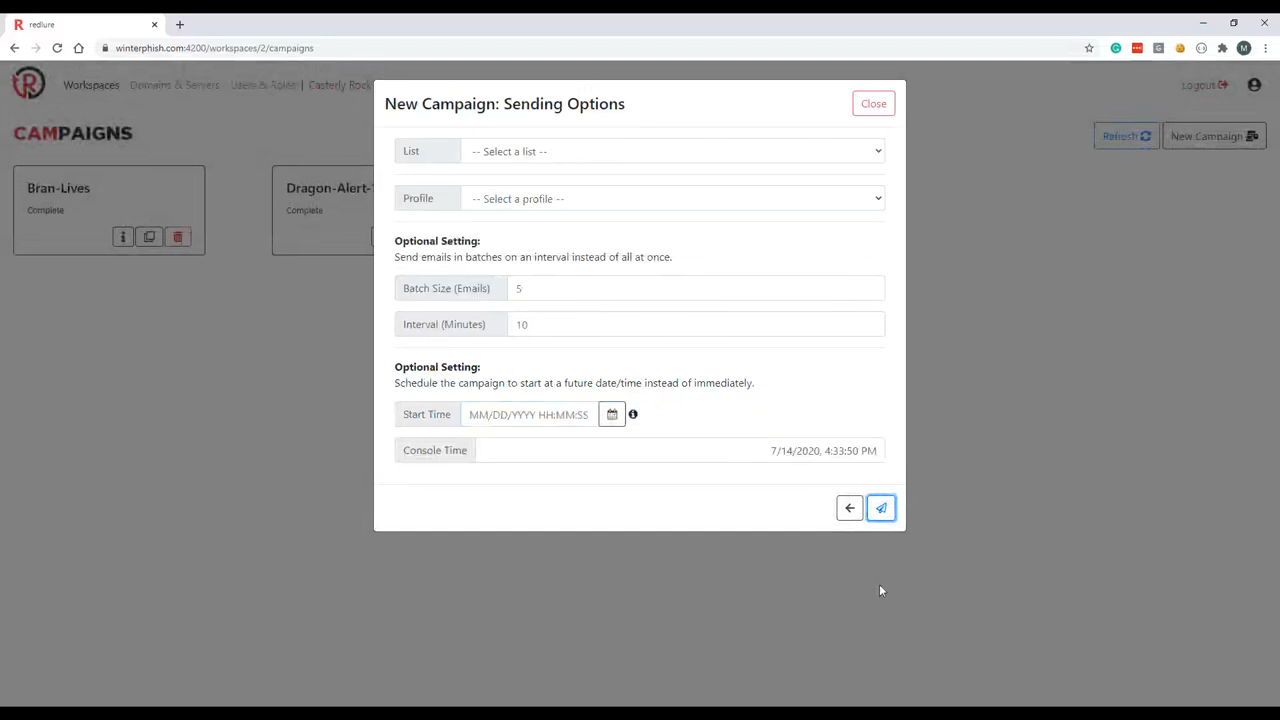 R redlure
winterphish.com:4200/workspaces/2/campaigns
M
R Workspaces Domains & Servers Users & Roles | Casterly Rock Logout
CAMPAIGNS
Refresh New Campaign
Bran-Lives
Complete
Dragon-Alert-
Complete
New Campaign: Sending Options Close
List -- Select a list --
Profile -- Select a profile --
Optional Setting:
Send emails in batches on an interval instead of all at once.
Batch Size (Emails) 5
Interval (Minutes) 10
Optional Setting:
Schedule the campaign to start at a future date/time instead of immediately.
Start Time MM/DD/YYYY HH:MM:SS
Console Time 7/14/2020, 4:33:50 PM